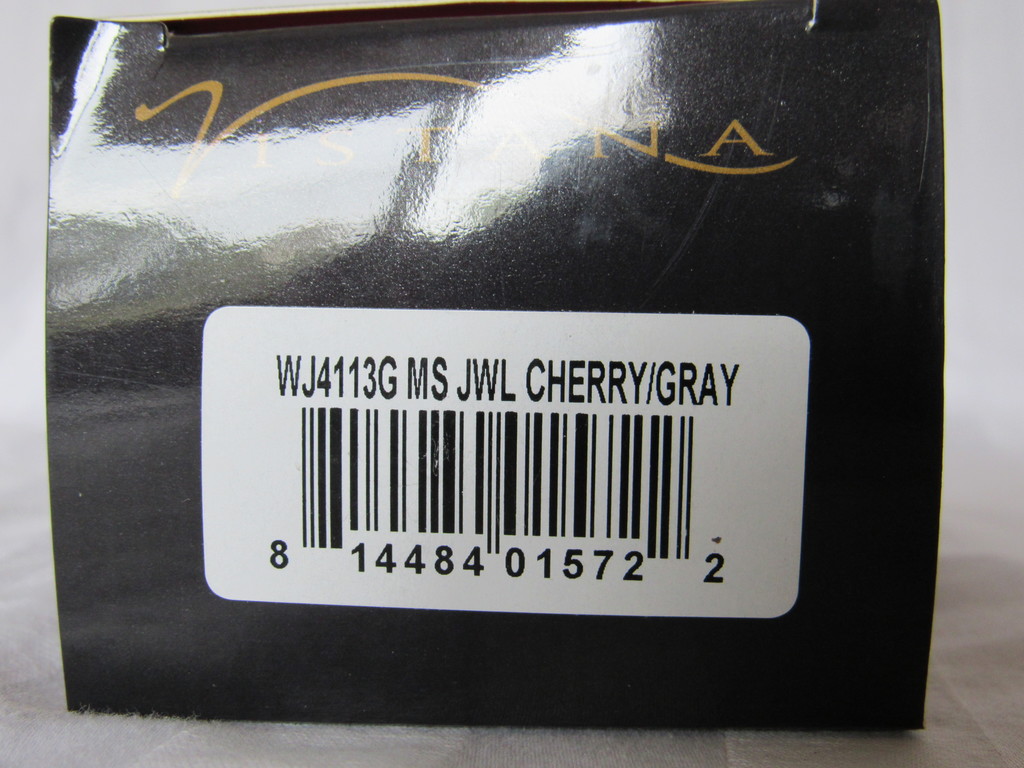 VISTANA
WJ4113G MS JWL CHERRY/GRAY
8 14484 01572 2